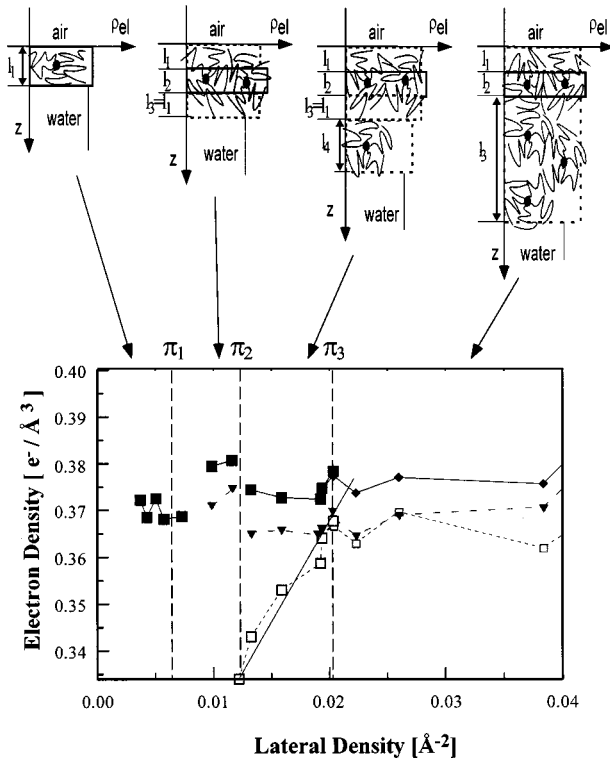 air ρel
l1
water
z
air ρel
l1
l2
l3=l1
water
z
air ρel
l1
l2
l3=l1
l4
water
z
air ρel
l1
l2
l3
water
z
π1 π2 π3
Electron Density [ e- / Å 3 ]
0.40
0.39
0.38
0.37
0.36
0.35
0.34
0.00 0.01 0.02 0.03 0.04
Lateral Density [Å-2]